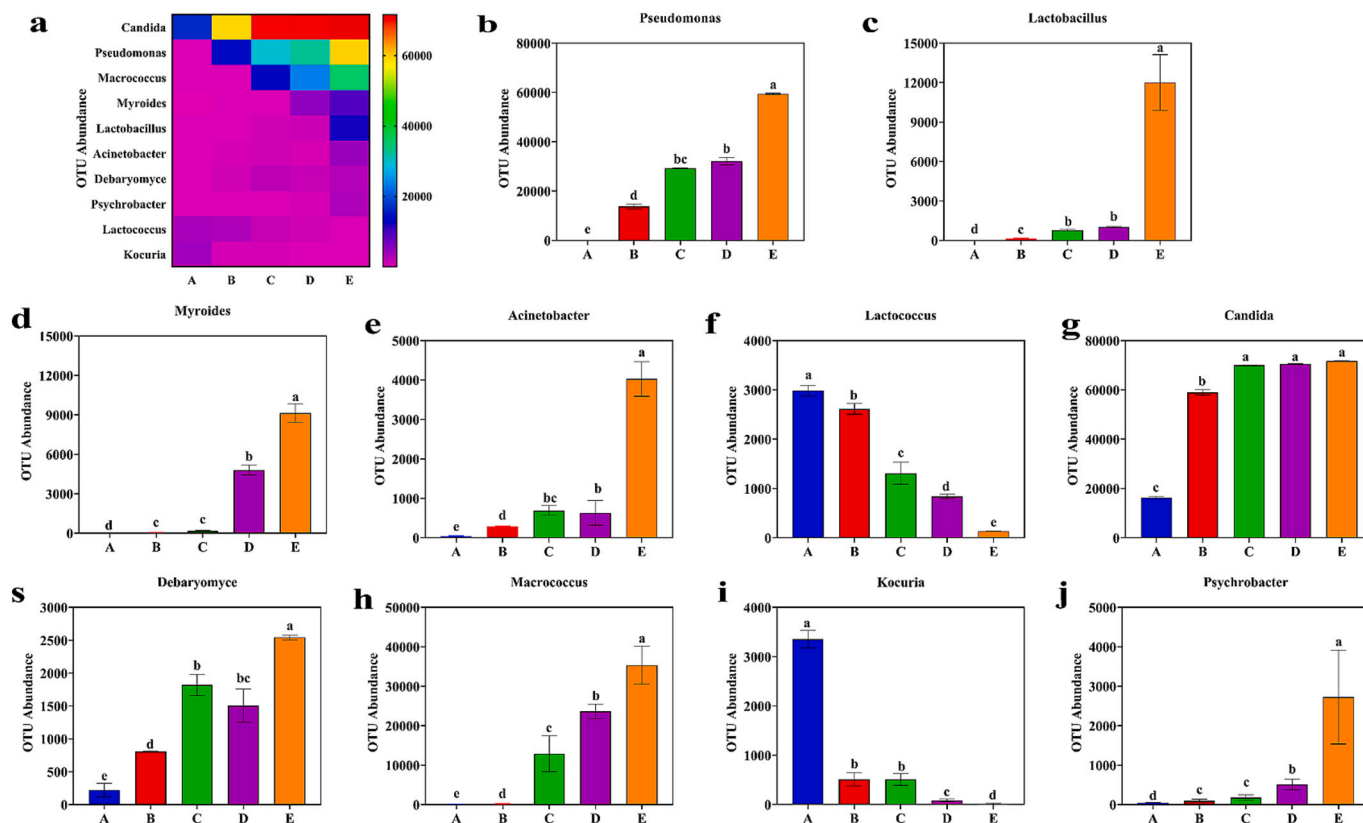 a
Candida
Pseudomonas
Macrococcus
Myroides
Lactobacillus
Acinetobacter
Debaryomyce
Psychrobacter
Lactococcus
Kocuria
OTU Abundance
A B C D E
60000
40000
20000
b
Pseudomonas
OTU Abundance
80000
60000
40000
20000
0
e d bc b a
A B C D E
c
Lactobacillus
OTU Abundance
15000
12000
9000
6000
3000
0
d c b b a
A B C D E
d
Myroides
OTU Abundance
15000
12000
9000
6000
3000
0
d c c b a
A B C D E
e
Acinetobacter
OTU Abundance
5000
4000
3000
2000
1000
0
e d bc b a
A B C D E
f
Lactococcus
OTU Abundance
4000
3000
2000
1000
0
a b c d e
A B C D E
g
Candida
OTU Abundance
80000
60000
40000
20000
0
c b a a a
A B C D E
s
Debaryomyce
OTU Abundance
3000
2500
2000
1500
1000
500
0
e d b bc a
A B C D E
h
Macrococcus
OTU Abundance
50000
40000
30000
20000
10000
0
e d c b a
A B C D E
i
Kocuria
OTU Abundance
4000
3000
2000
1000
0
a b b c d
A B C D E
j
Psychrobacter
OTU Abundance
5000
4000
3000
2000
1000
0
d c c b a
A B C D E